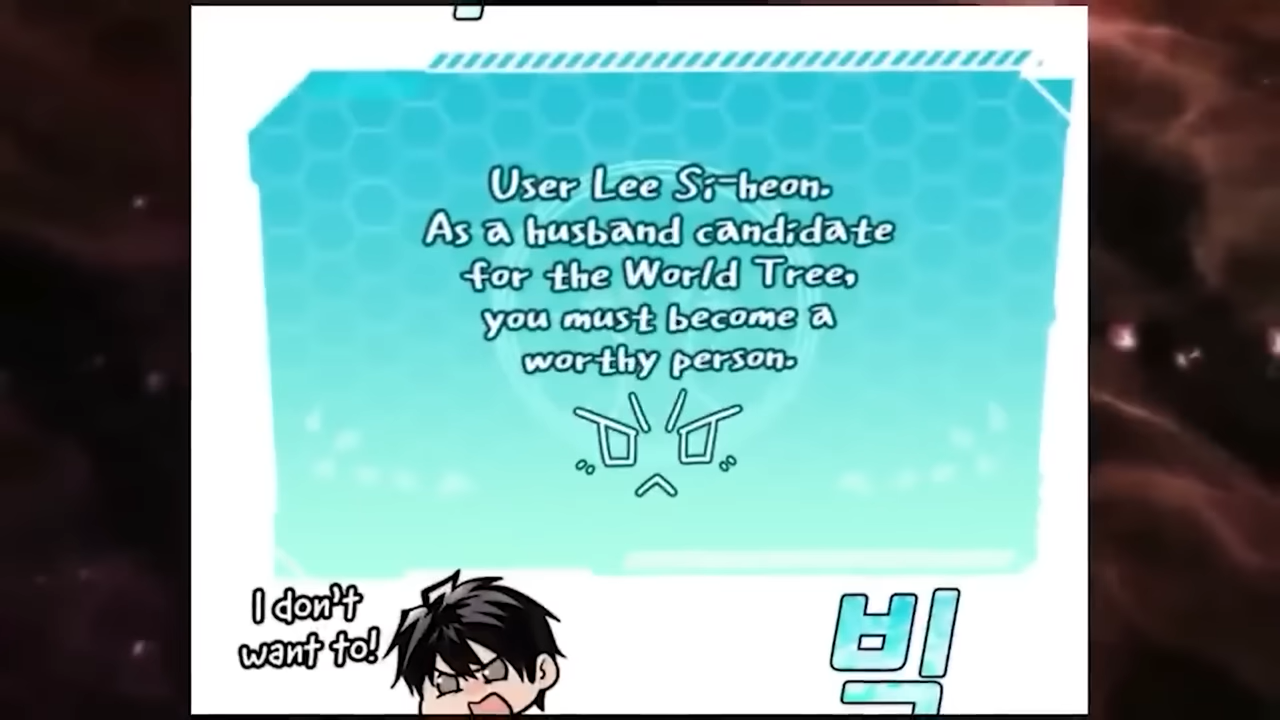 User Lee Si-heon.
As a husband candidate
for the World Tree,
you must become a
worthy person.
I don't
want to!